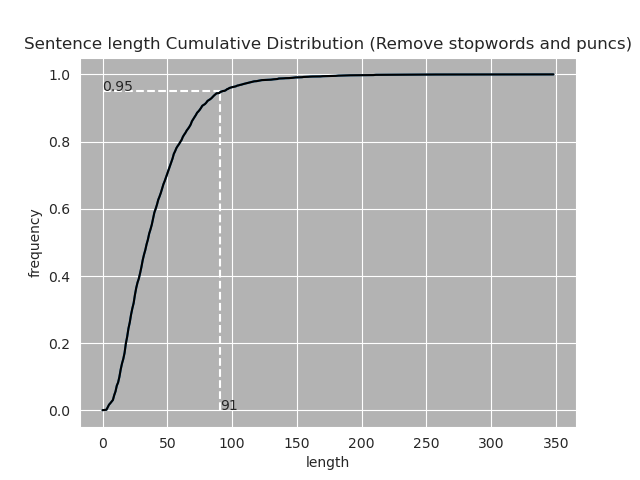 Sentence length Cumulative Distribution (Remove stopwords and puncs)
1.0
0.95
0.8
0.6
0.4
0.2
0.0
91
frequency
0 50 100 150 200 250 300 350
length